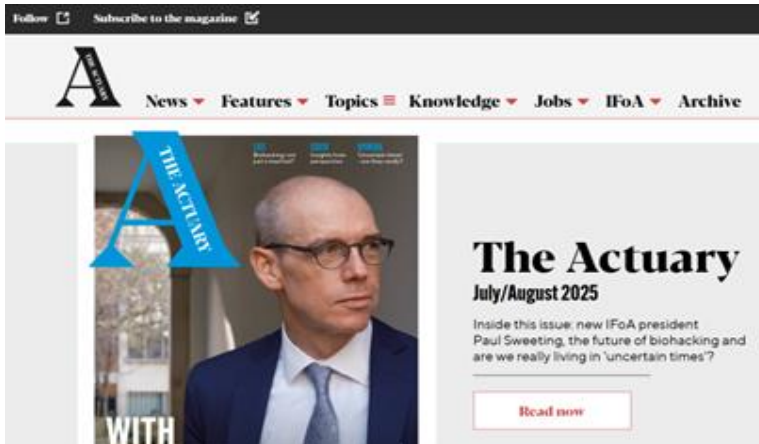 Follow
Subscribe to the magazine
THE ACTUARY
News
Features
Topics
Knowledge
Jobs
IFoA
Archive
THE ACTUARY
WITH
The Actuary
July/August 2025
Inside this issue: new IFoA president
Paul Sweeting, the future of biohacking and
are we really living in 'uncertain times'?
Read now